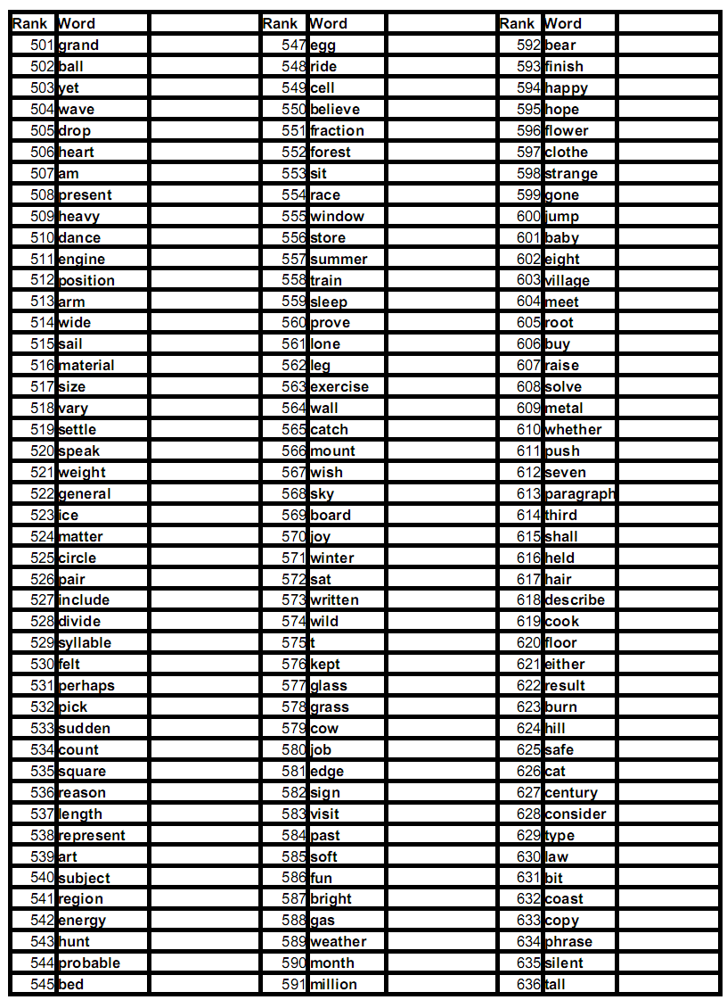 Rank Word Rank Word Rank Word
501 grand 547 egg 592 bear
502 ball 548 ride 593 finish
503 yet 549 cell 594 happy
504 wave 550 believe 595 hope
505 drop 551 fraction 596 flower
506 heart 552 forest 597 clothe
507 am 553 sit 598 strange
508 present 554 race 599 gone
509 heavy 555 window 600 jump
510 dance 556 store 601 baby
511 engine 557 summer 602 eight
512 position 558 train 603 village
513 arm 559 sleep 604 meet
514 wide 560 prove 605 root
515 sail 561 lone 606 buy
516 material 562 leg 607 raise
517 size 563 exercise 608 solve
518 vary 564 wall 609 metal
519 settle 565 catch 610 whether
520 speak 566 mount 611 push
521 weight 567 wish 612 seven
522 general 568 sky 613 paragraph
523 ice 569 board 614 third
524 matter 570 joy 615 shall
525 circle 571 winter 616 held
526 pair 572 sat 617 hair
527 include 573 written 618 describe
528 divide 574 wild 619 cook
529 syllable 575 t 620 floor
530 felt 576 kept 621 either
531 perhaps 577 glass 622 result
532 pick 578 grass 623 burn
533 sudden 579 cow 624 hill
534 count 580 job 625 safe
535 square 581 edge 626 cat
536 reason 582 sign 627 century
537 length 583 visit 628 consider
538 represent 584 past 629 type
539 art 585 soft 630 law
540 subject 586 fun 631 bit
541 region 587 bright 632 coast
542 energy 588 gas 633 copy
543 hunt 589 weather 634 phrase
544 probable 590 month 635 silent
545 bed 591 million 636 tall